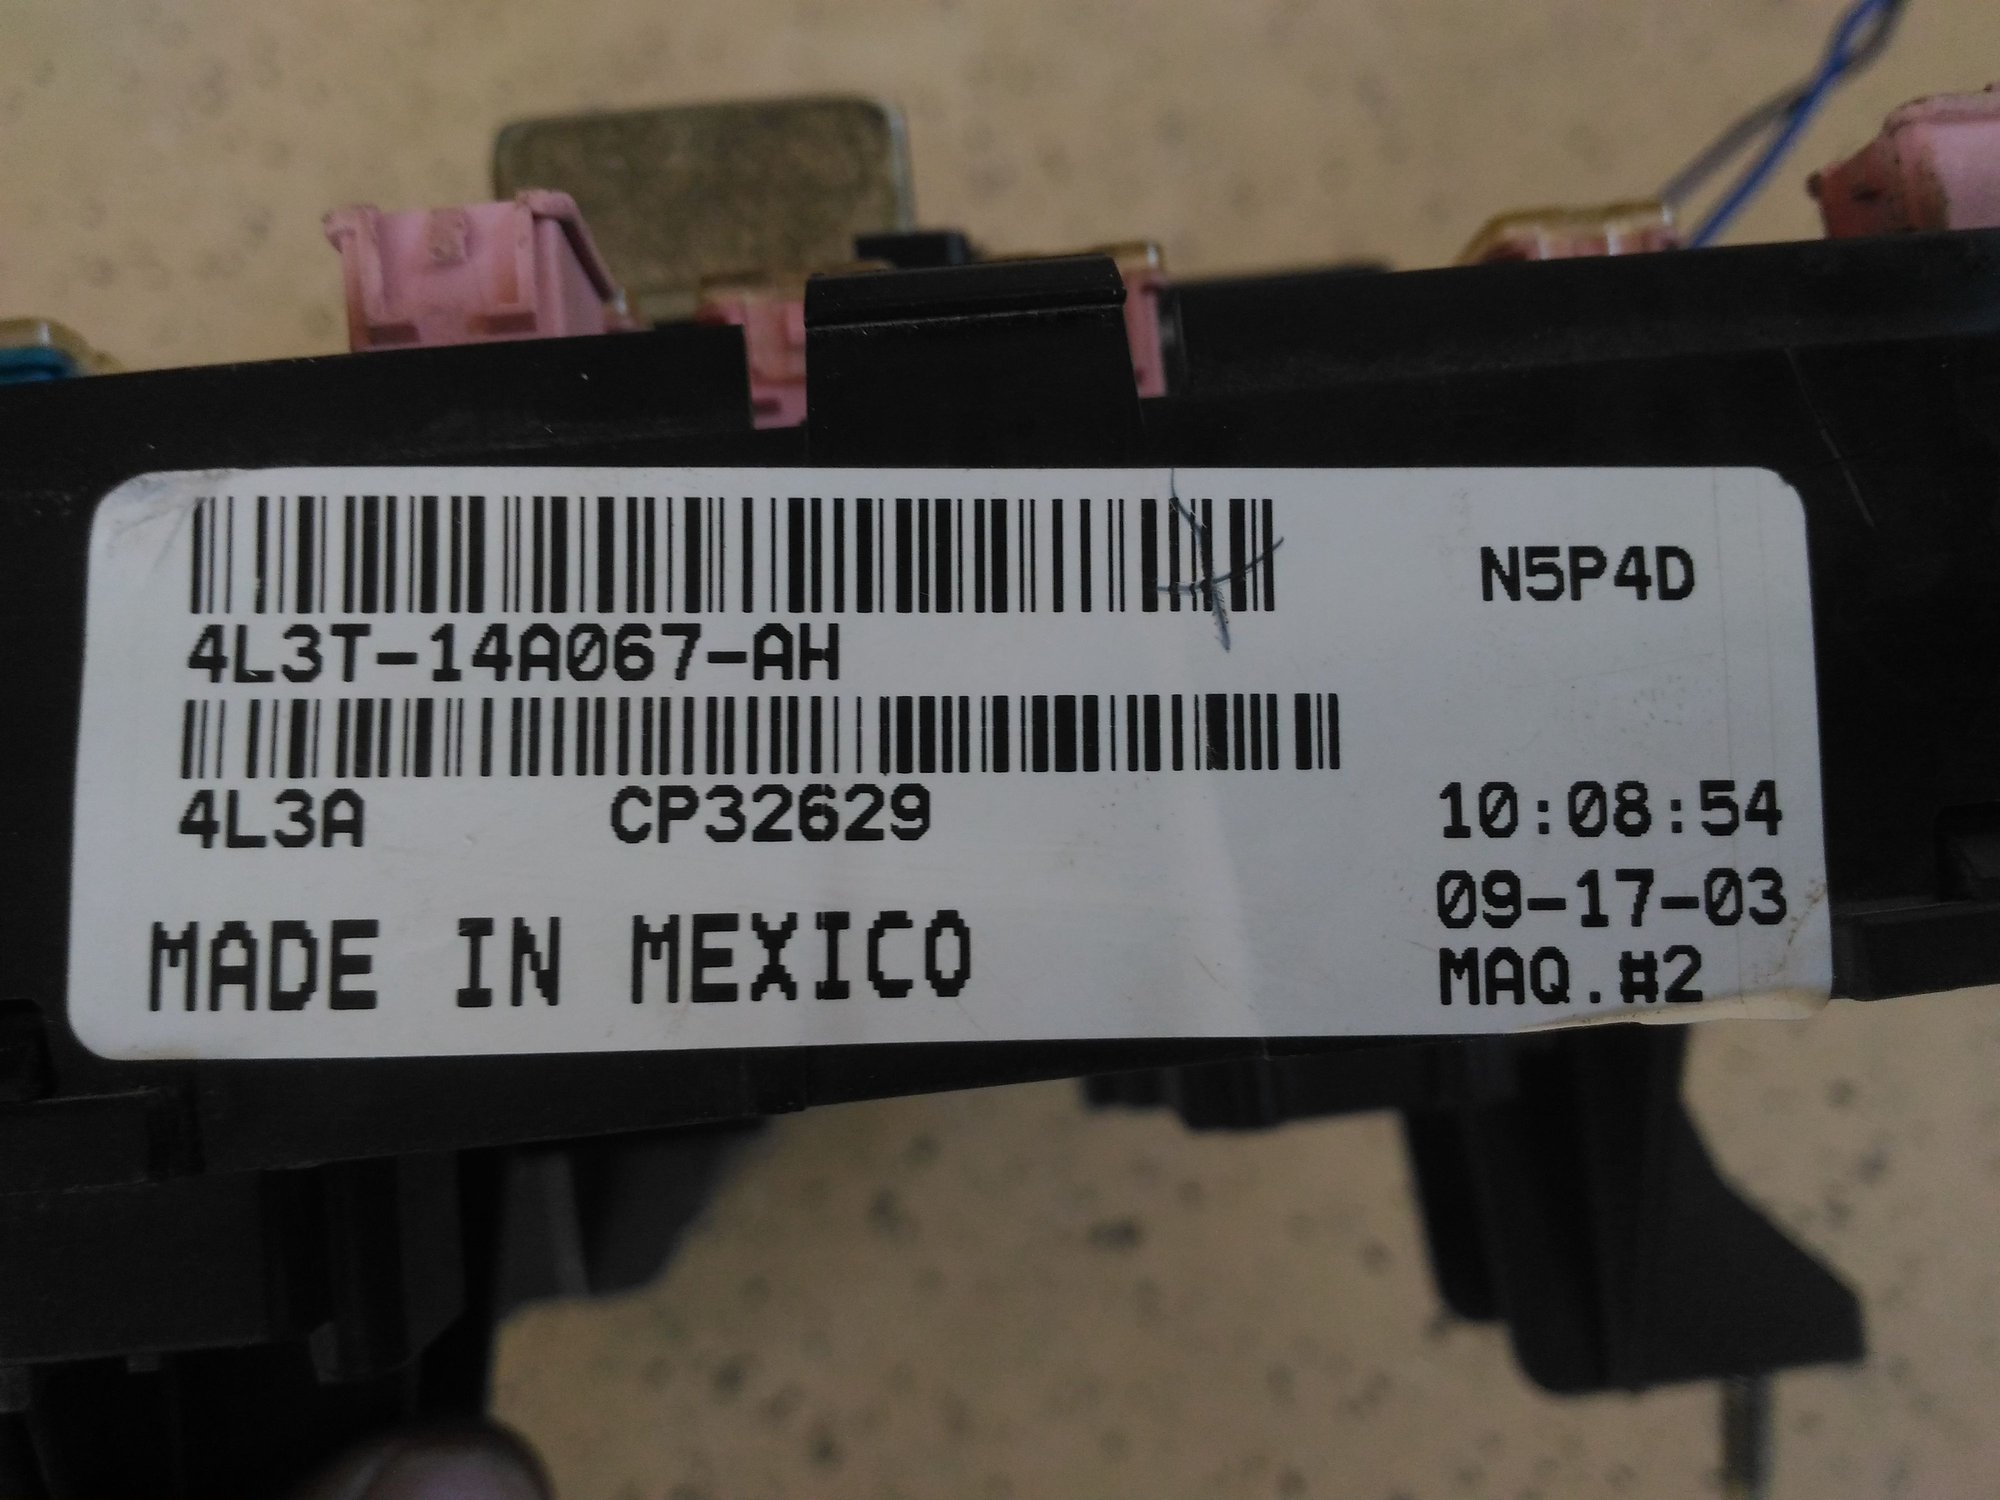 N5P4D
4L3T-14A067-AH
4L3A CP32629
10:08:54
09-17-03
MADE IN MEXICO
MAQ.#2